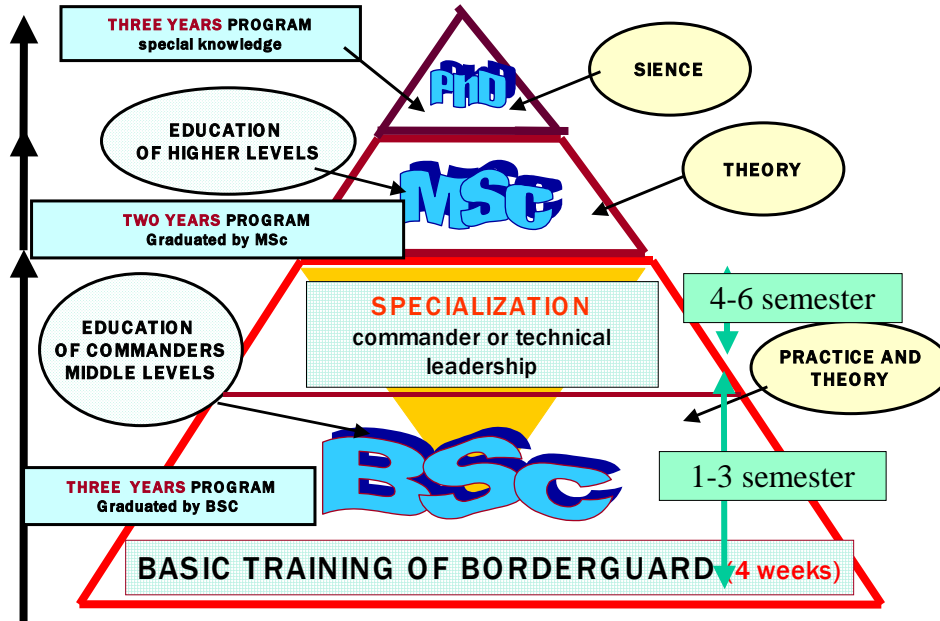 THREE YEARS PROGRAM
special knowledge
PhD
SIENCE
EDUCATION
OF HIGHER LEVELS
MSc
THEORY
TWO YEARS PROGRAM
Graduated by MSc
SPECIALIZATION
commander or technical
leadership
4-6 semester
EDUCATION
OF COMMANDERS
MIDDLE LEVELS
PRACTICE AND
THEORY
BSc
1-3 semester
THREE YEARS PROGRAM
Graduated by BSC
BASIC TRAINING OF BORDERGUARD (4 weeks)